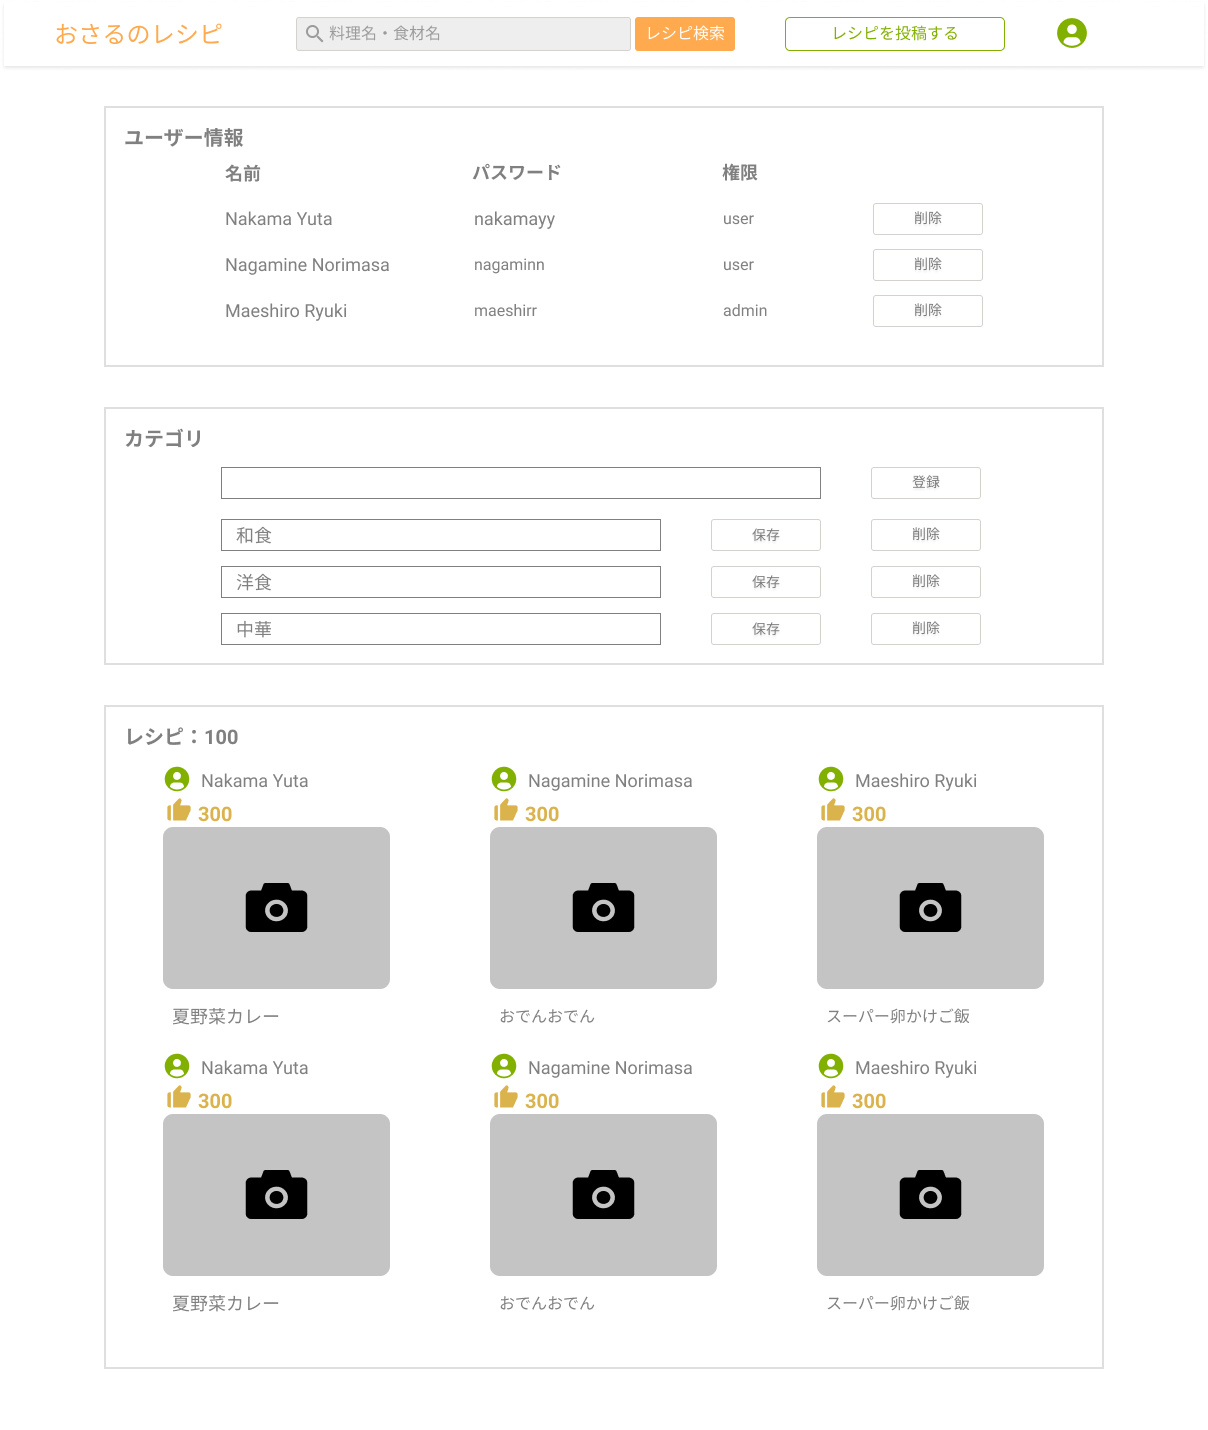 おさるのレシピ
料理名・食材名
レシピ検索
レシピを投稿する
ユーザー情報
名前 パスワード 権限
Nakama Yuta nakamayy user 削除
Nagamine Norimasa nagaminn user 削除
Maeshiro Ryuki maeshirr admin 削除
カテゴリ
登録
和食 保存 削除
洋食 保存 削除
中華 保存 削除
レシピ：100
Nakama Yuta Nagamine Norimasa Maeshiro Ryuki
300 300 300
夏野菜カレー おでんおでん スーパー卵かけご飯
Nakama Yuta Nagamine Norimasa Maeshiro Ryuki
300 300 300
夏野菜カレー おでんおでん スーパー卵かけご飯